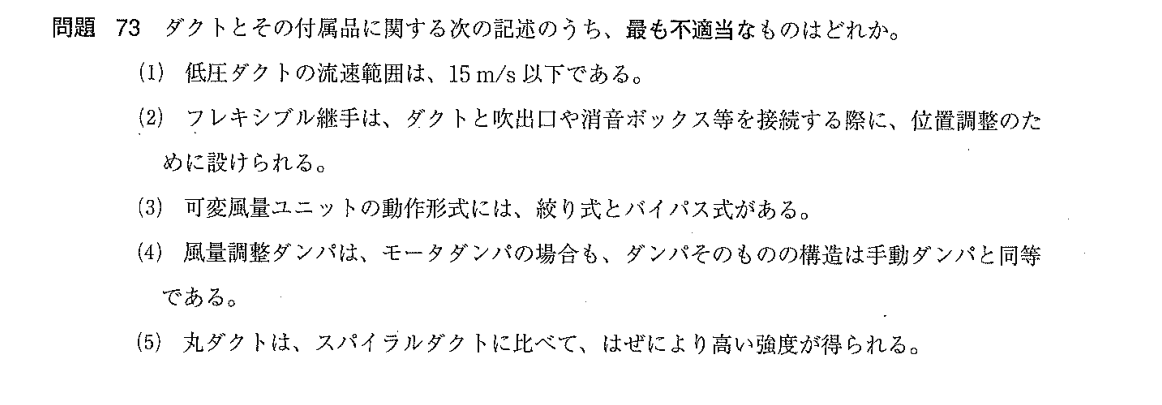 問題 73 ダクトとその付属品に関する次の記述のうち、最も不適当なものはどれか。
(1) 低圧ダクトの流速範囲は、15 m/s 以下である。
(2) フレキシブル継手は、ダクトと吹出口や消音ボックス等を接続する際に、位置調整のた
めに設けられる。
(3) 可変風量ユニットの動作形式には、絞り式とバイパス式がある。
(4) 風量調整ダンパは、モータダンパの場合も、ダンパそのものの構造は手動ダンパと同等
である。
(5) 丸ダクトは、スパイラルダクトに比べて、はぜにより高い強度が得られる。